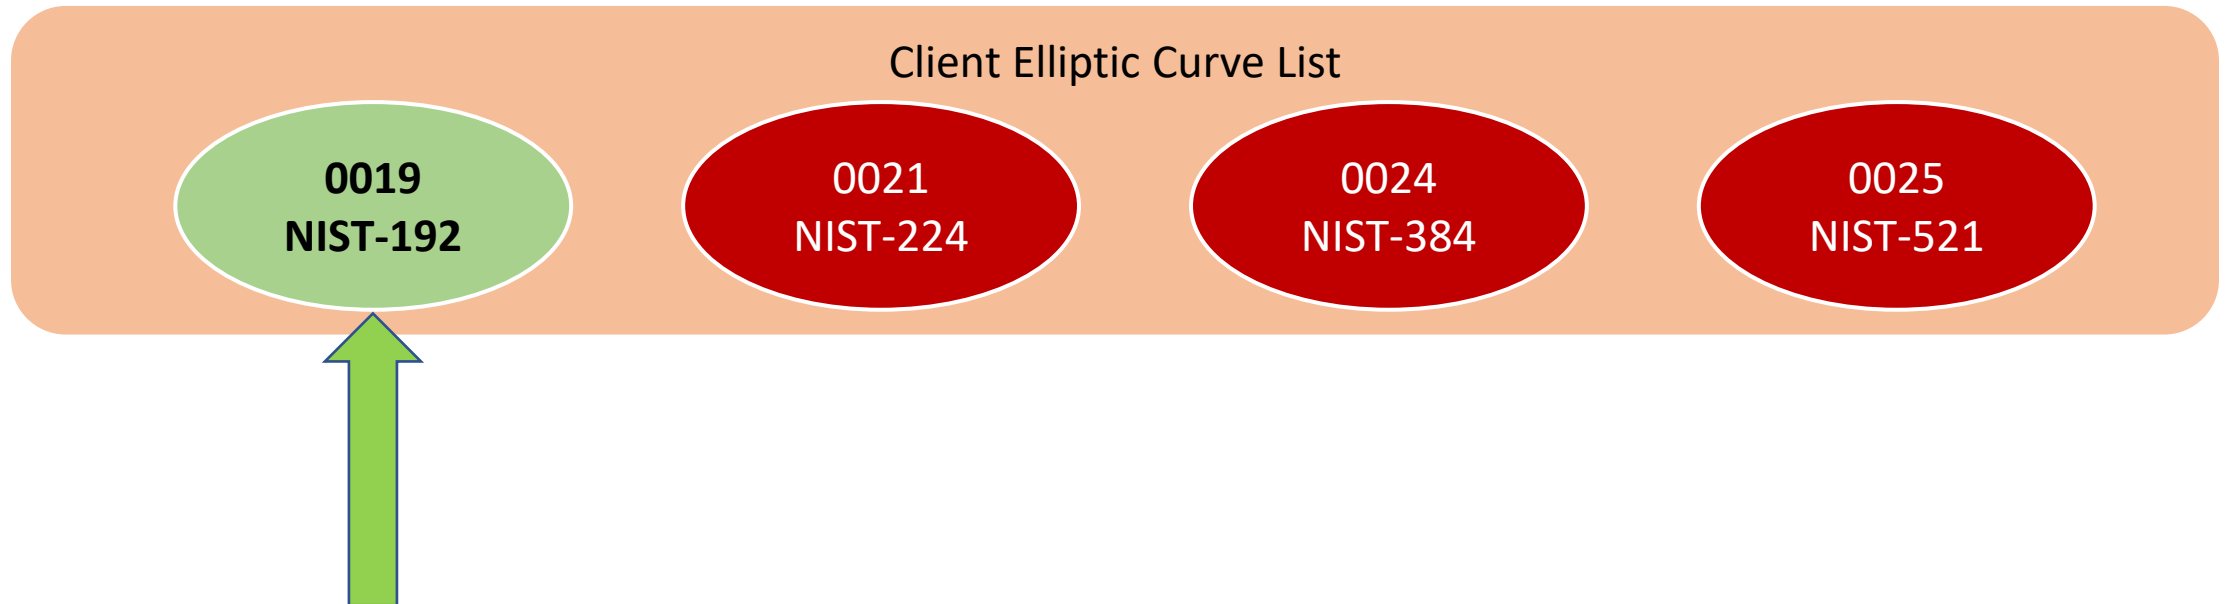 Client Elliptic Curve List
0019
NIST-192
0021
NIST-224
0024
NIST-384
0025
NIST-521